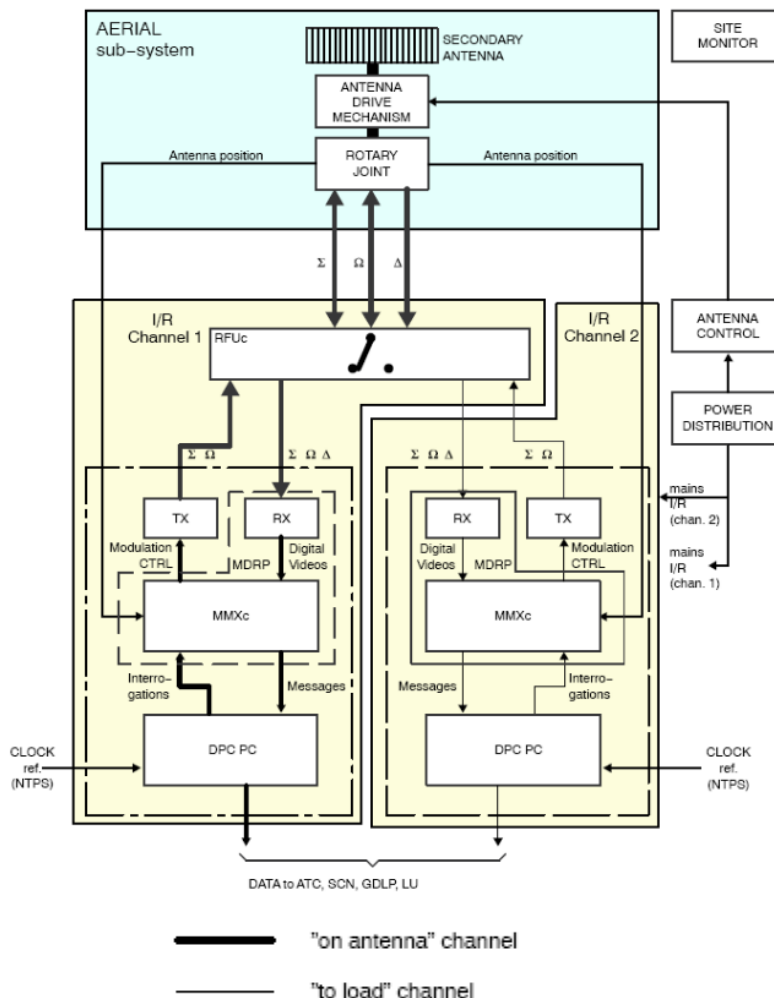 AERIAL
sub-system
SECONDARY
ANTENNA
SITE
MONITOR
ANTENNA
DRIVE
MECHANISM
Antenna position
ROTARY
JOINT
Antenna position
Σ Ω Δ
I/R
Channel 1
RFUc
I/R
Channel 2
ANTENNA
CONTROL
POWER
DISTRIBUTION
Σ Ω
Σ Ω Δ
Σ Ω Δ
Σ Ω
mains
I/R
(chan. 2)
mains
I/R
(chan. 1)
TX
RX
RX
TX
Modulation
CTRL
MDRP
Digital
Videos
Digital
Videos
MDRP
Modulation
CTRL
MMXc
MMXc
Interro-
gations
Messages
Messages
Interro-
gations
DPC PC
DPC PC
CLOCK
ref.
(NTPS)
CLOCK
ref.
(NTPS)
DATA to ATC, SCN, GDLP, LU
"on antenna" channel
"to load" channel